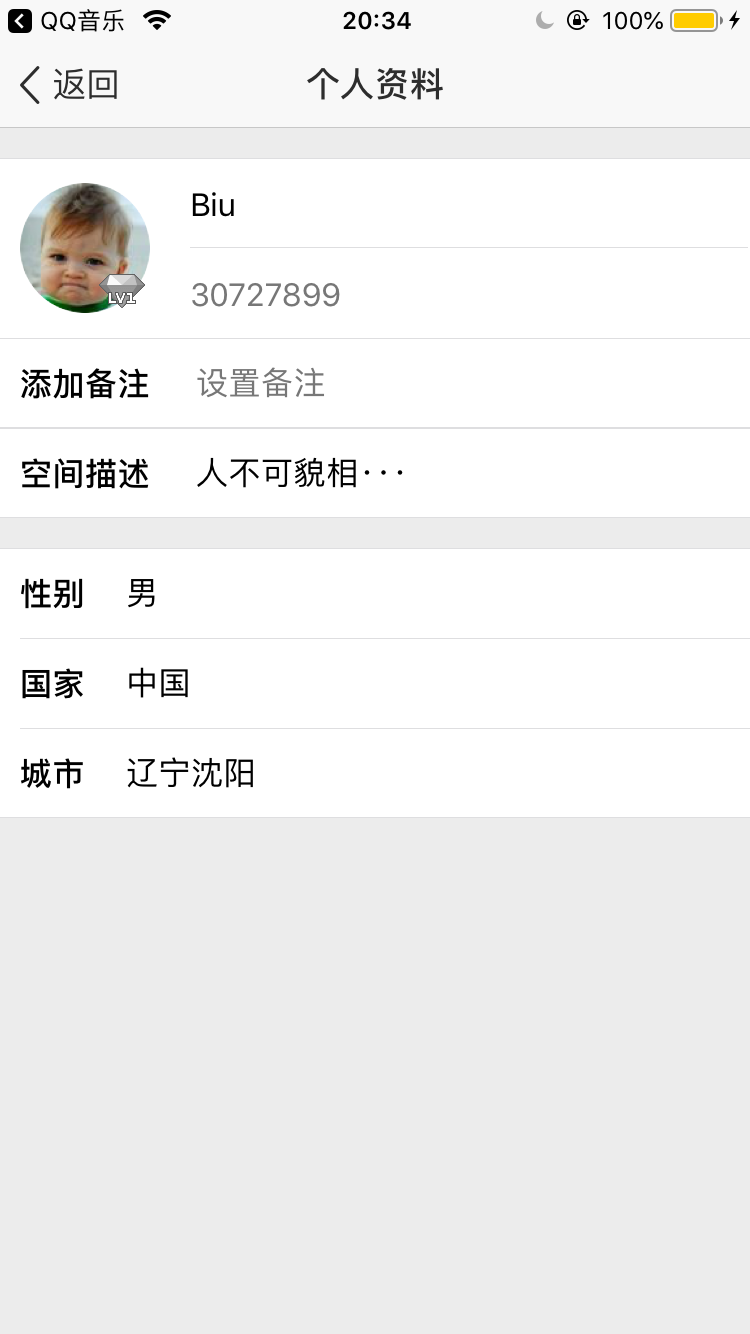 QQ音乐 20:34 100%
返回 个人资料
Biu
LV1
30727899
添加备注 设置备注
空间描述 人不可貌相···
性别 男
国家 中国
城市 辽宁沈阳